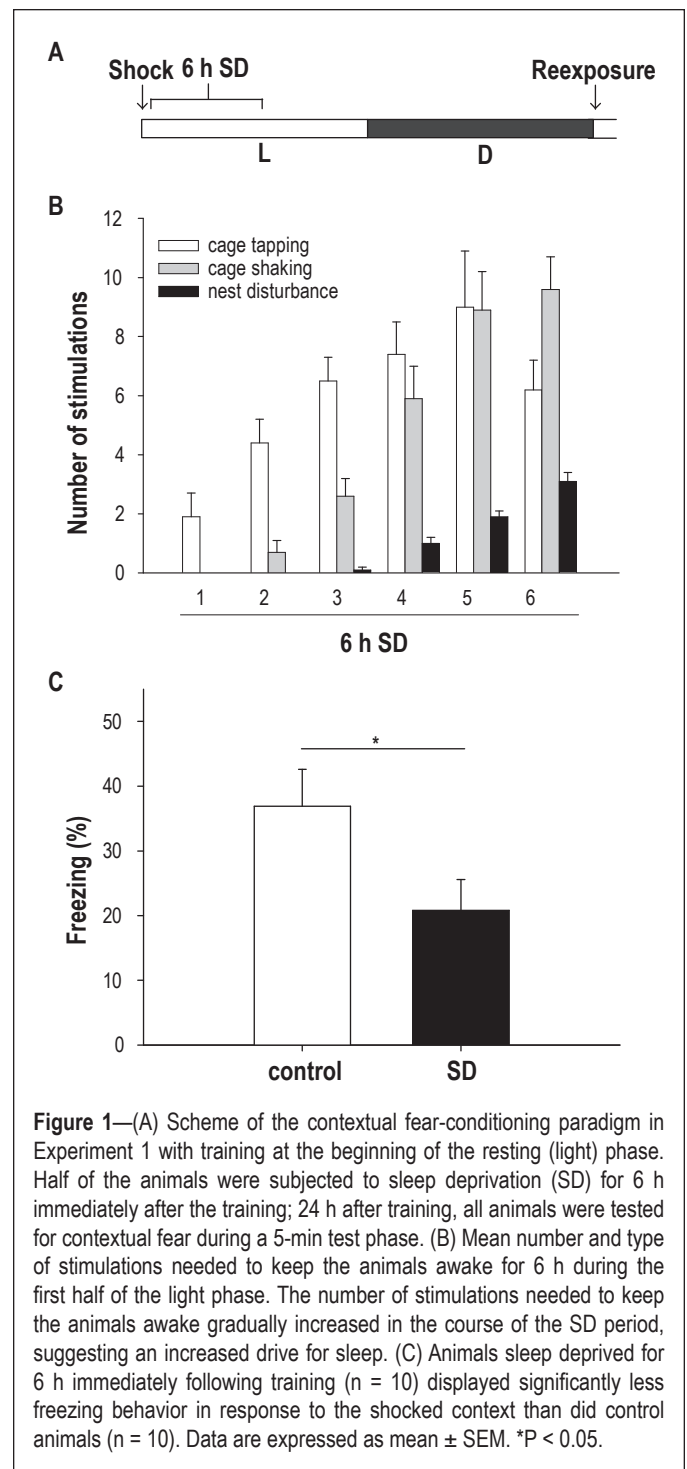 A
Shock 6 h SD Reexposure
L D
B
12
10
8
6
4
2
0
Number of stimulations
cage tapping
cage shaking
nest disturbance
1 2 3 4 5 6
6 h SD
C
50
40
30
20
10
0
Freezing (%)
*
control SD
Figure 1—(A) Scheme of the contextual fear-conditioning paradigm in
Experiment 1 with training at the beginning of the resting (light) phase.
Half of the animals were subjected to sleep deprivation (SD) for 6 h
immediately after the training; 24 h after training, all animals were tested
for contextual fear during a 5-min test phase. (B) Mean number and type
of stimulations needed to keep the animals awake for 6 h during the
first half of the light phase. The number of stimulations needed to keep
the animals awake gradually increased in the course of the SD period,
suggesting an increased drive for sleep. (C) Animals sleep deprived for
6 h immediately following training (n = 10) displayed significantly less
freezing behavior in response to the shocked context than did control
animals (n = 10). Data are expressed as mean ± SEM. *P < 0.05.